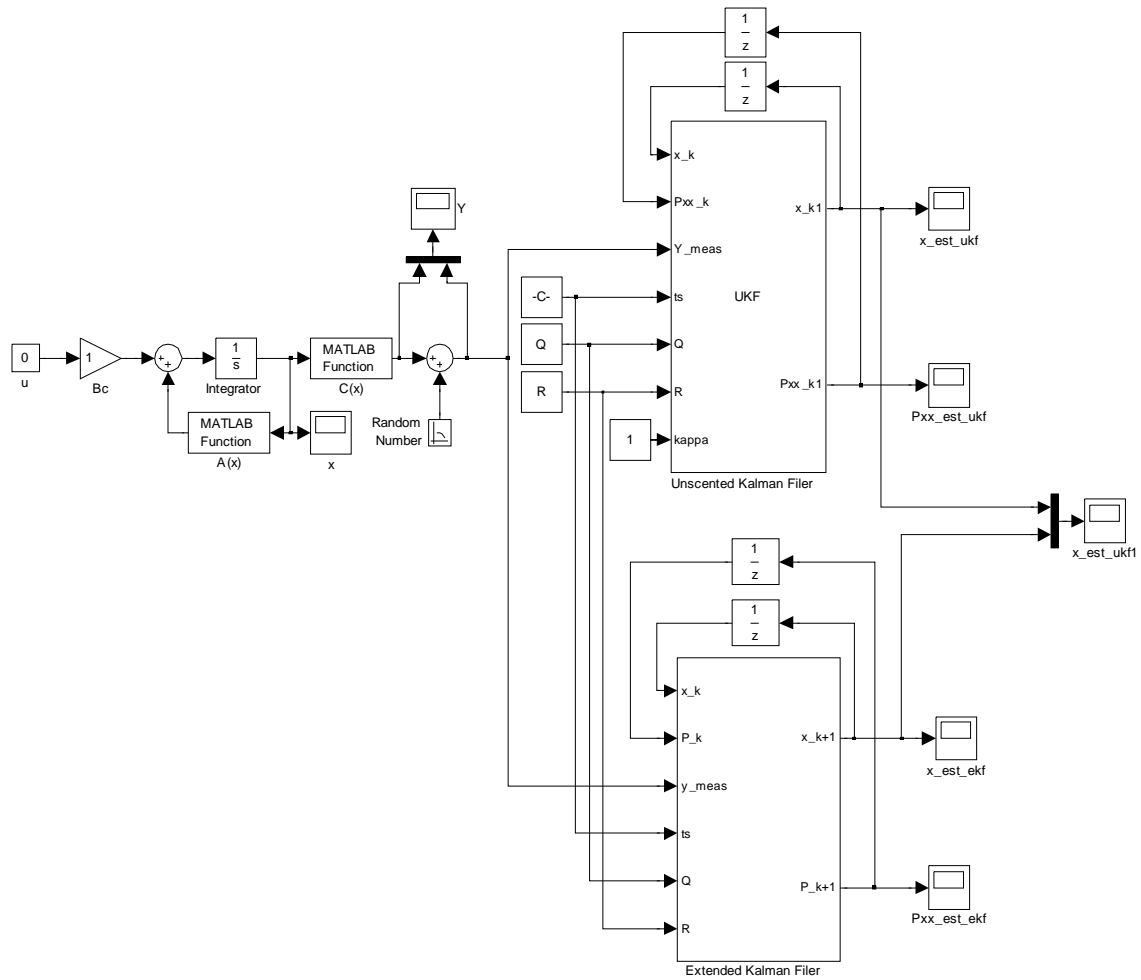 1
z
1
z
x_k
Pxx_k
Y_meas
ts
Q
R
kappa
UKF
x_k1
Pxx_k1
Unscented Kalman Filer
x_est_ukf
Pxx_est_ukf
Y
-C-
Q
R
1
0
u
1
Bc
+
+
1
s
Integrator
MATLAB
Function
C(x)
+
+
MATLAB
Function
A(x)
x
Random
Number
x_est_ukf1
1
z
1
z
x_k
P_k
y_meas
ts
Q
R
x_k+1
P_k+1
Extended Kalman Filer
x_est_ekf
Pxx_est_ekf